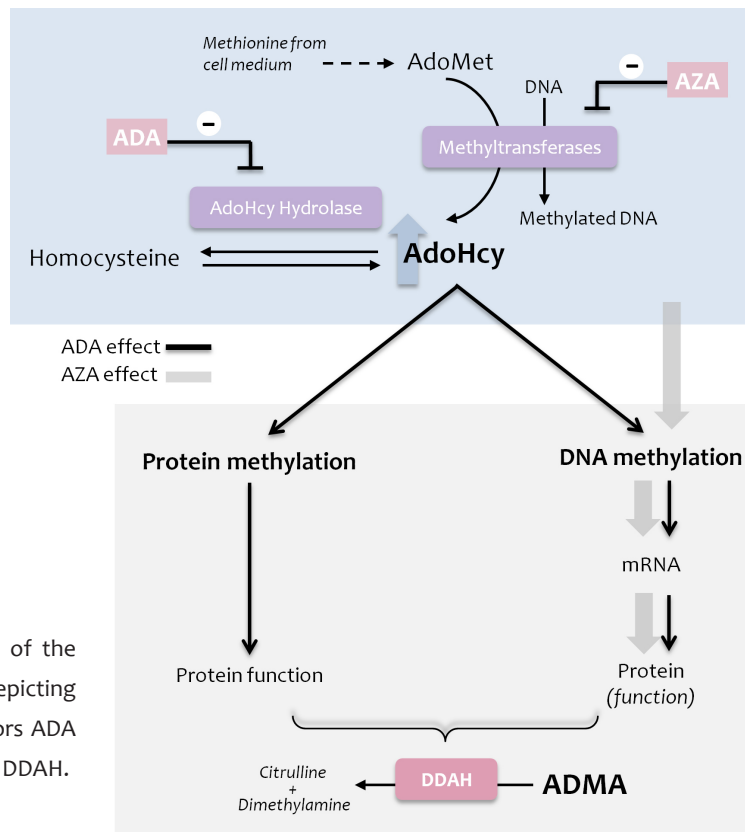 Methionine from
cell medium
AdoMet
DNA
−
AZA
ADA
−
Methyltransferases
AdoHcy Hydrolase
Methylated DNA
Homocysteine
AdoHcy
ADA effect
AZA effect
Protein methylation
DNA methylation
mRNA
of the
epicting
ors ADA
DDAH.
Protein function
Protein
(function)
Citrulline
+
Dimethylamine
DDAH
ADMA